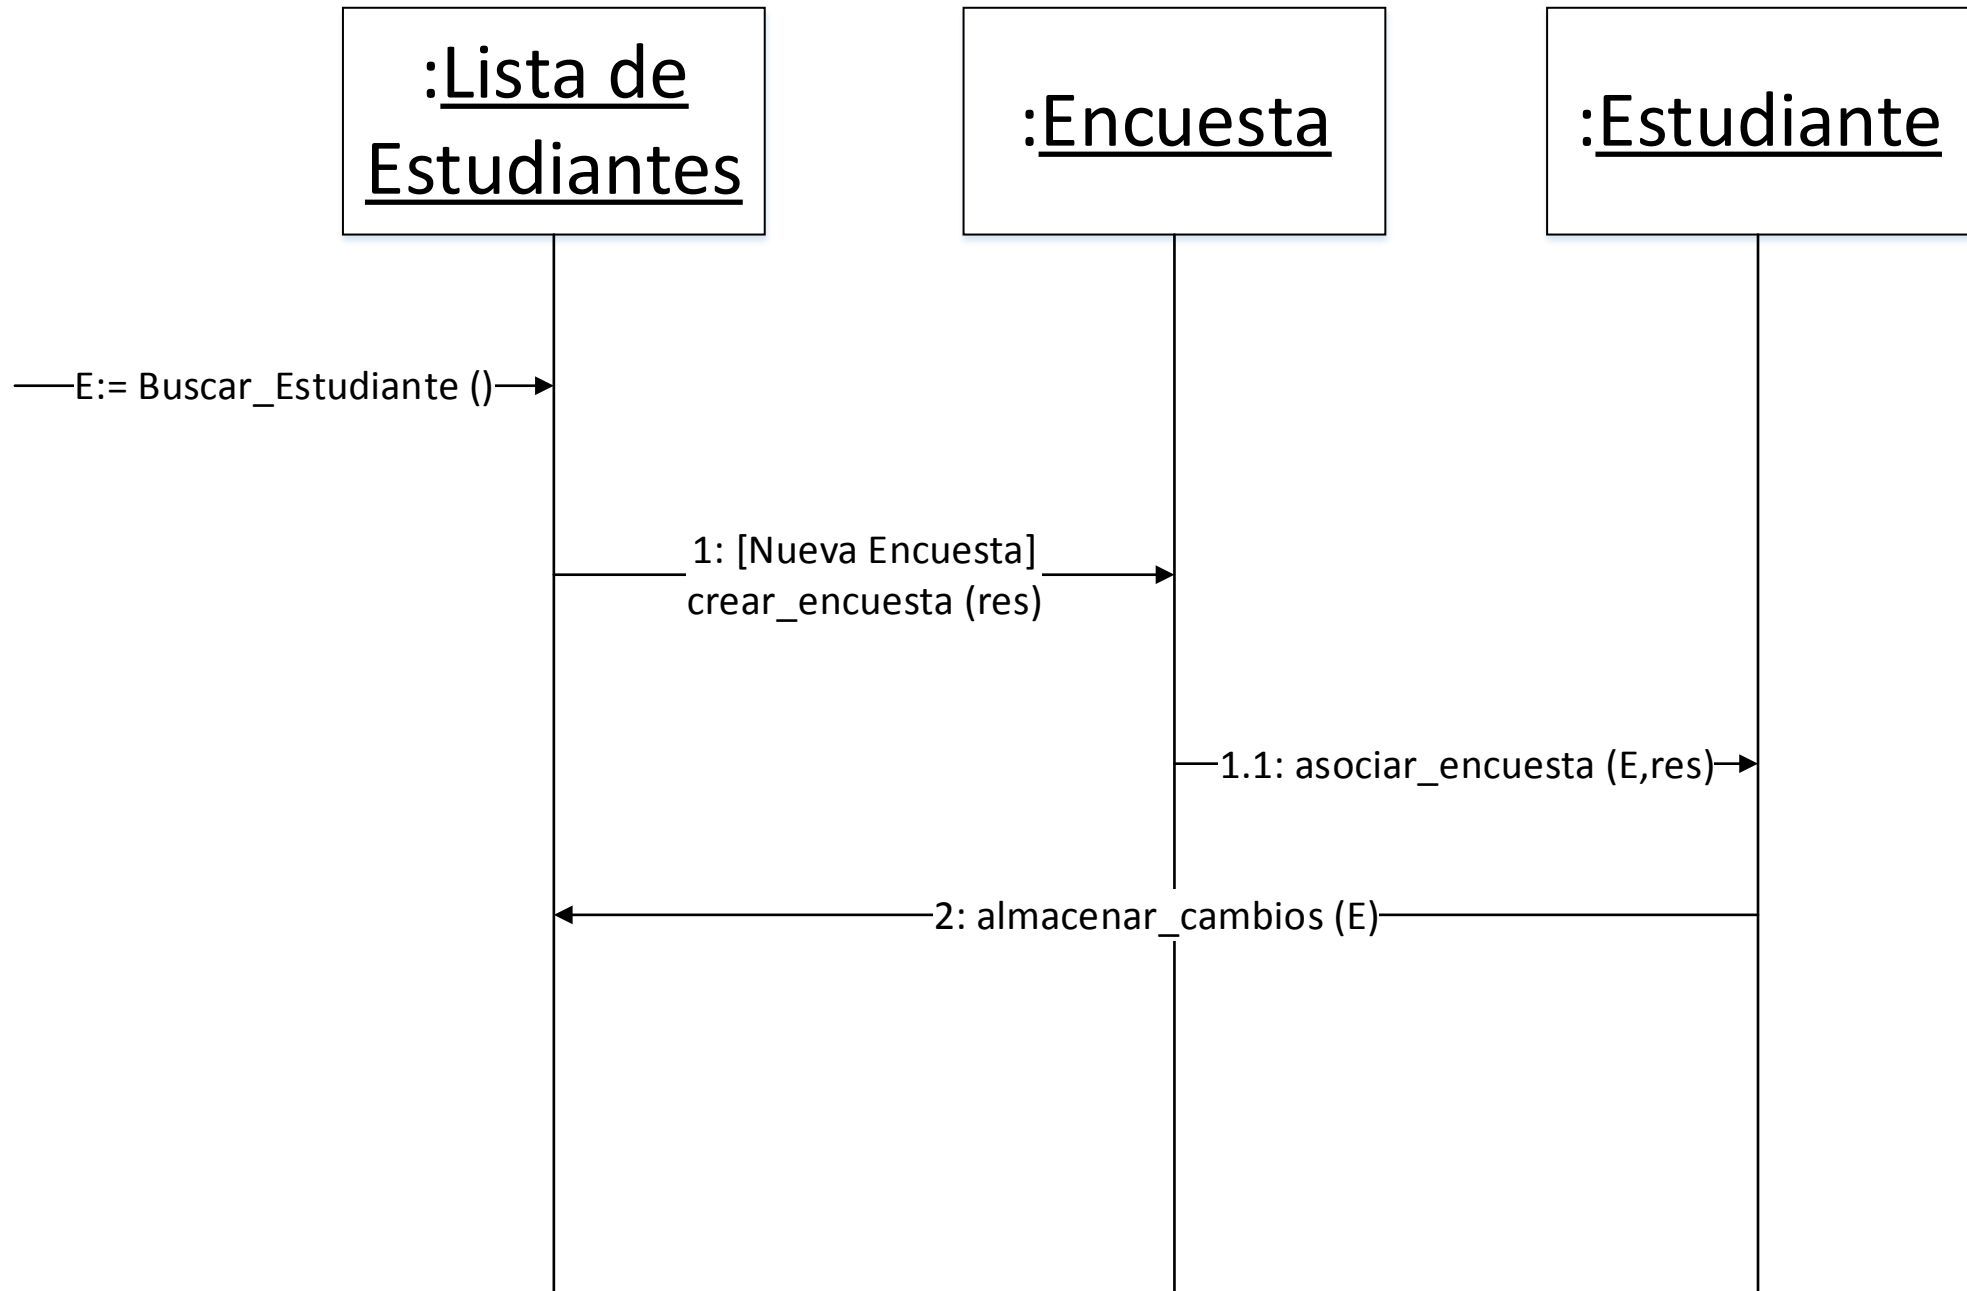 :Lista de
Estudiantes
:Encuesta
:Estudiante
E:= Buscar_Estudiante ()
1: [Nueva Encuesta]
crear_encuesta (res)
1.1: asociar_encuesta (E,res)
2: almacenar_cambios (E)